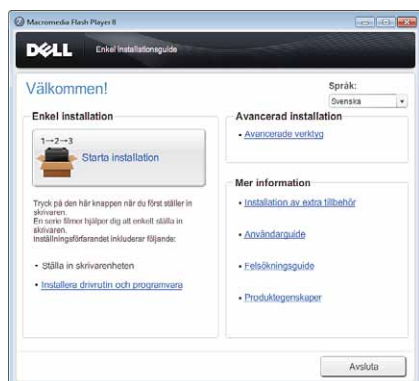 Macromedia Flash Player 8
DELL
Enkel Installationsguide
Välkommen!
Språk:
Svenska
Enkel installation
1→2→3
Starta installation
Tryck på den här knappen när du först ställer in
skrivaren.
En serie filmer hjälper dig att enkelt ställa in
skrivaren.
Inställningsförfarandet inkluderar följande:
• Ställa in skrivarenheten
• Installera drivrutin och programvara
Avancerad installation
• Avancerade verktyg
Mer information
• Installation av extra tillbehör
• Användarguide
• Felsökningsguide
• Produktegenskaper
Avsluta